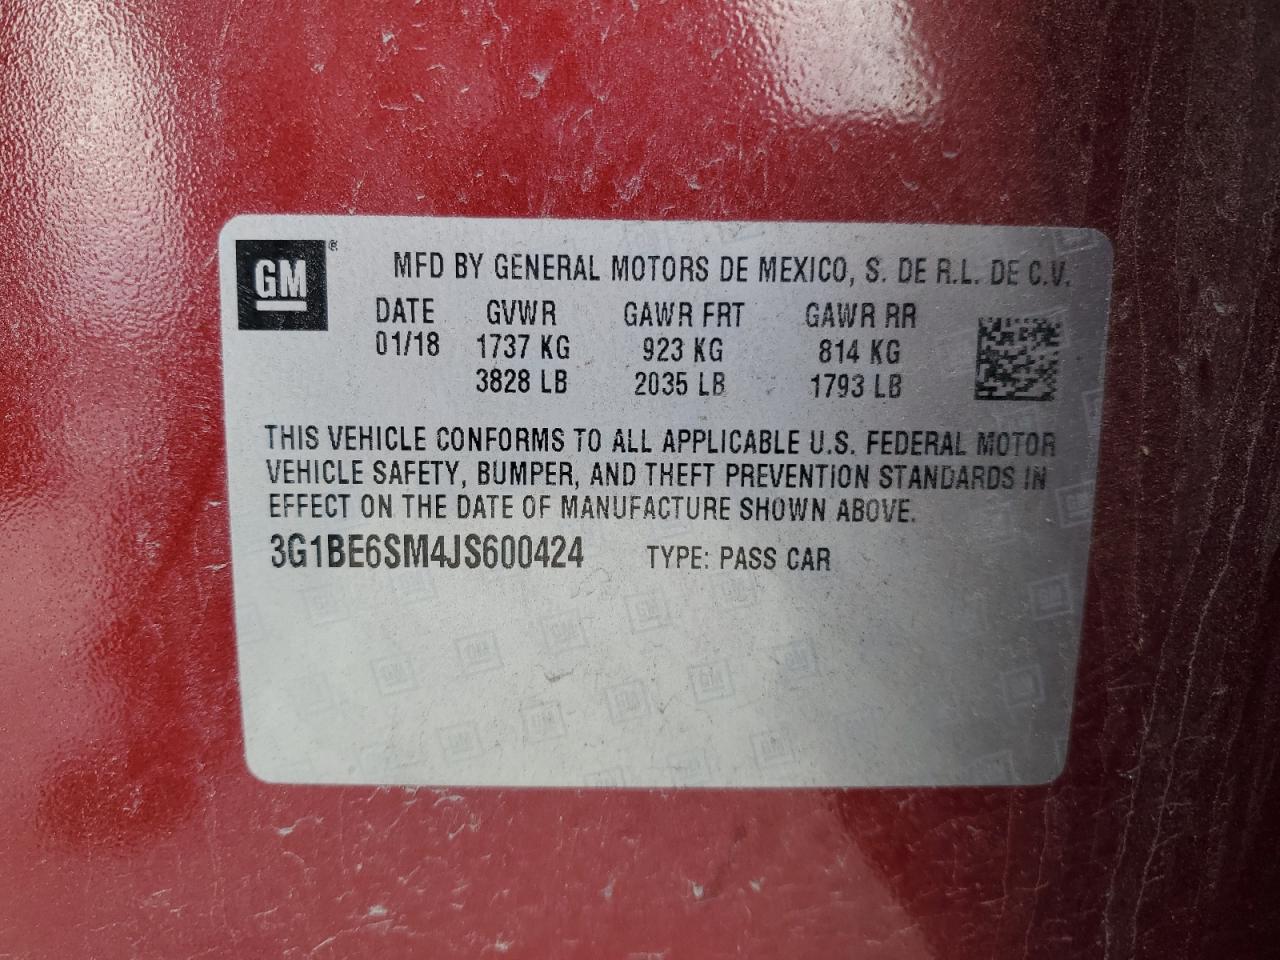 GM ®
MFD BY GENERAL MOTORS DE MEXICO, S. DE R.L. DE C.V.
DATE GVWR GAWR FRT GAWR RR
01/18 1737 KG 923 KG 814 KG
3828 LB 2035 LB 1793 LB
THIS VEHICLE CONFORMS TO ALL APPLICABLE U.S. FEDERAL MOTOR
VEHICLE SAFETY, BUMPER, AND THEFT PREVENTION STANDARDS IN
EFFECT ON THE DATE OF MANUFACTURE SHOWN ABOVE.
3G1BE6SM4JS600424 TYPE: PASS CAR